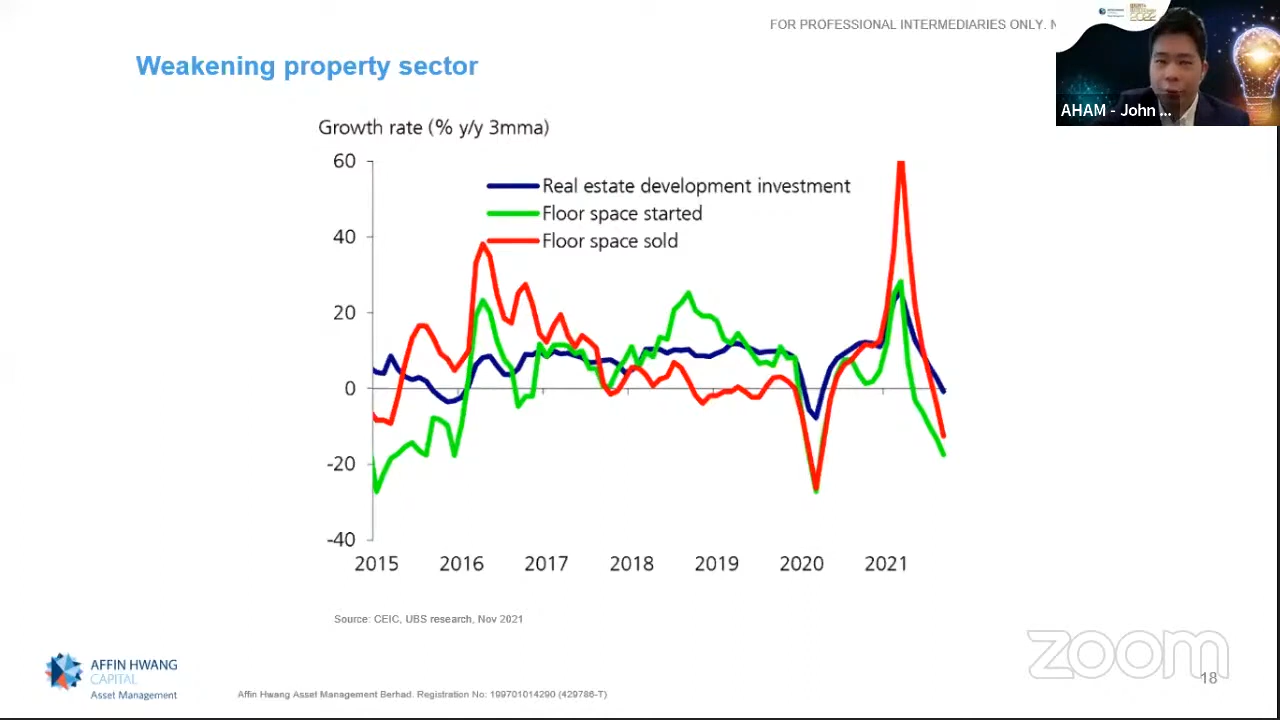 FOR PROFESSIONAL INTERMEDIARIES ONLY. N
2022
AHAM - John ...
Weakening property sector
Growth rate (% y/y 3mma)
Real estate development investment
Floor space started
Floor space sold
60
40
20
0
-20
-40
2015 2016 2017 2018 2019 2020 2021
Source: CEIC, UBS research, Nov 2021
AFFIN HWANG
CAPITAL
Asset Management
Affin Hwang Asset Management Berhad. Registration No: 199701014290 (429786-T)
zoom
18